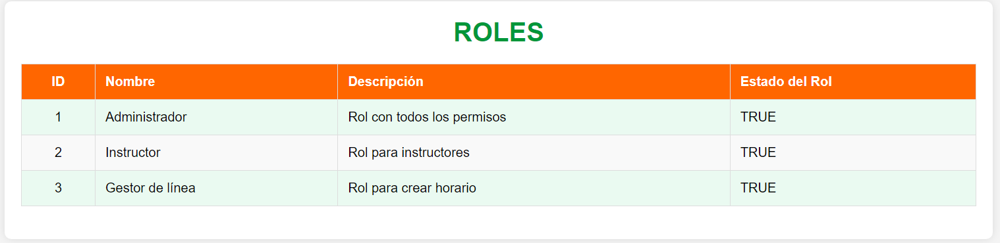 ROLES
ID Nombre Descripción Estado del Rol
1 Administrador Rol con todos los permisos TRUE
2 Instructor Rol para instructores TRUE
3 Gestor de línea Rol para crear horario TRUE